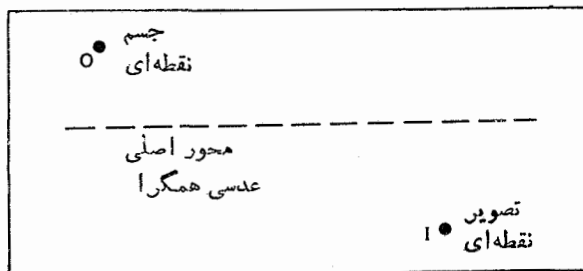 جسم
O نقطه‌ای
محور اصلی
عدسی همگرا
تصویر
I نقطه‌ای